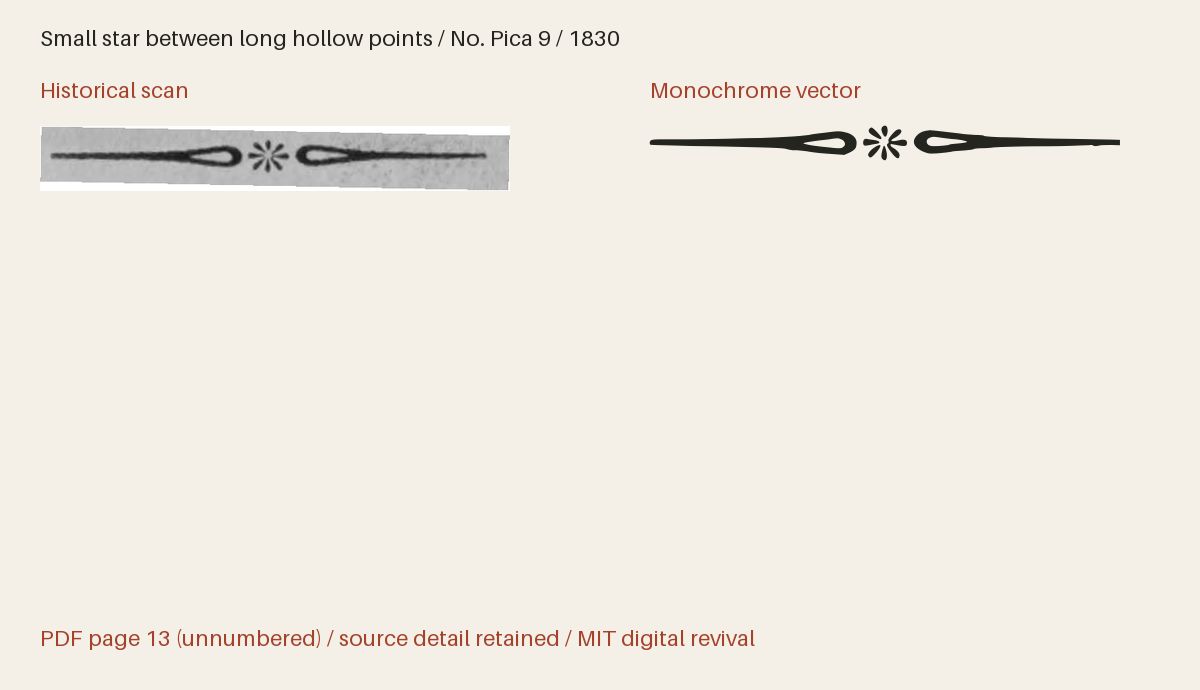 Small star between long hollow points / No. Pica 9 / 1830
Historical scan
Monochrome vector
PDF page 13 (unnumbered) / source detail retained / MIT digital revival